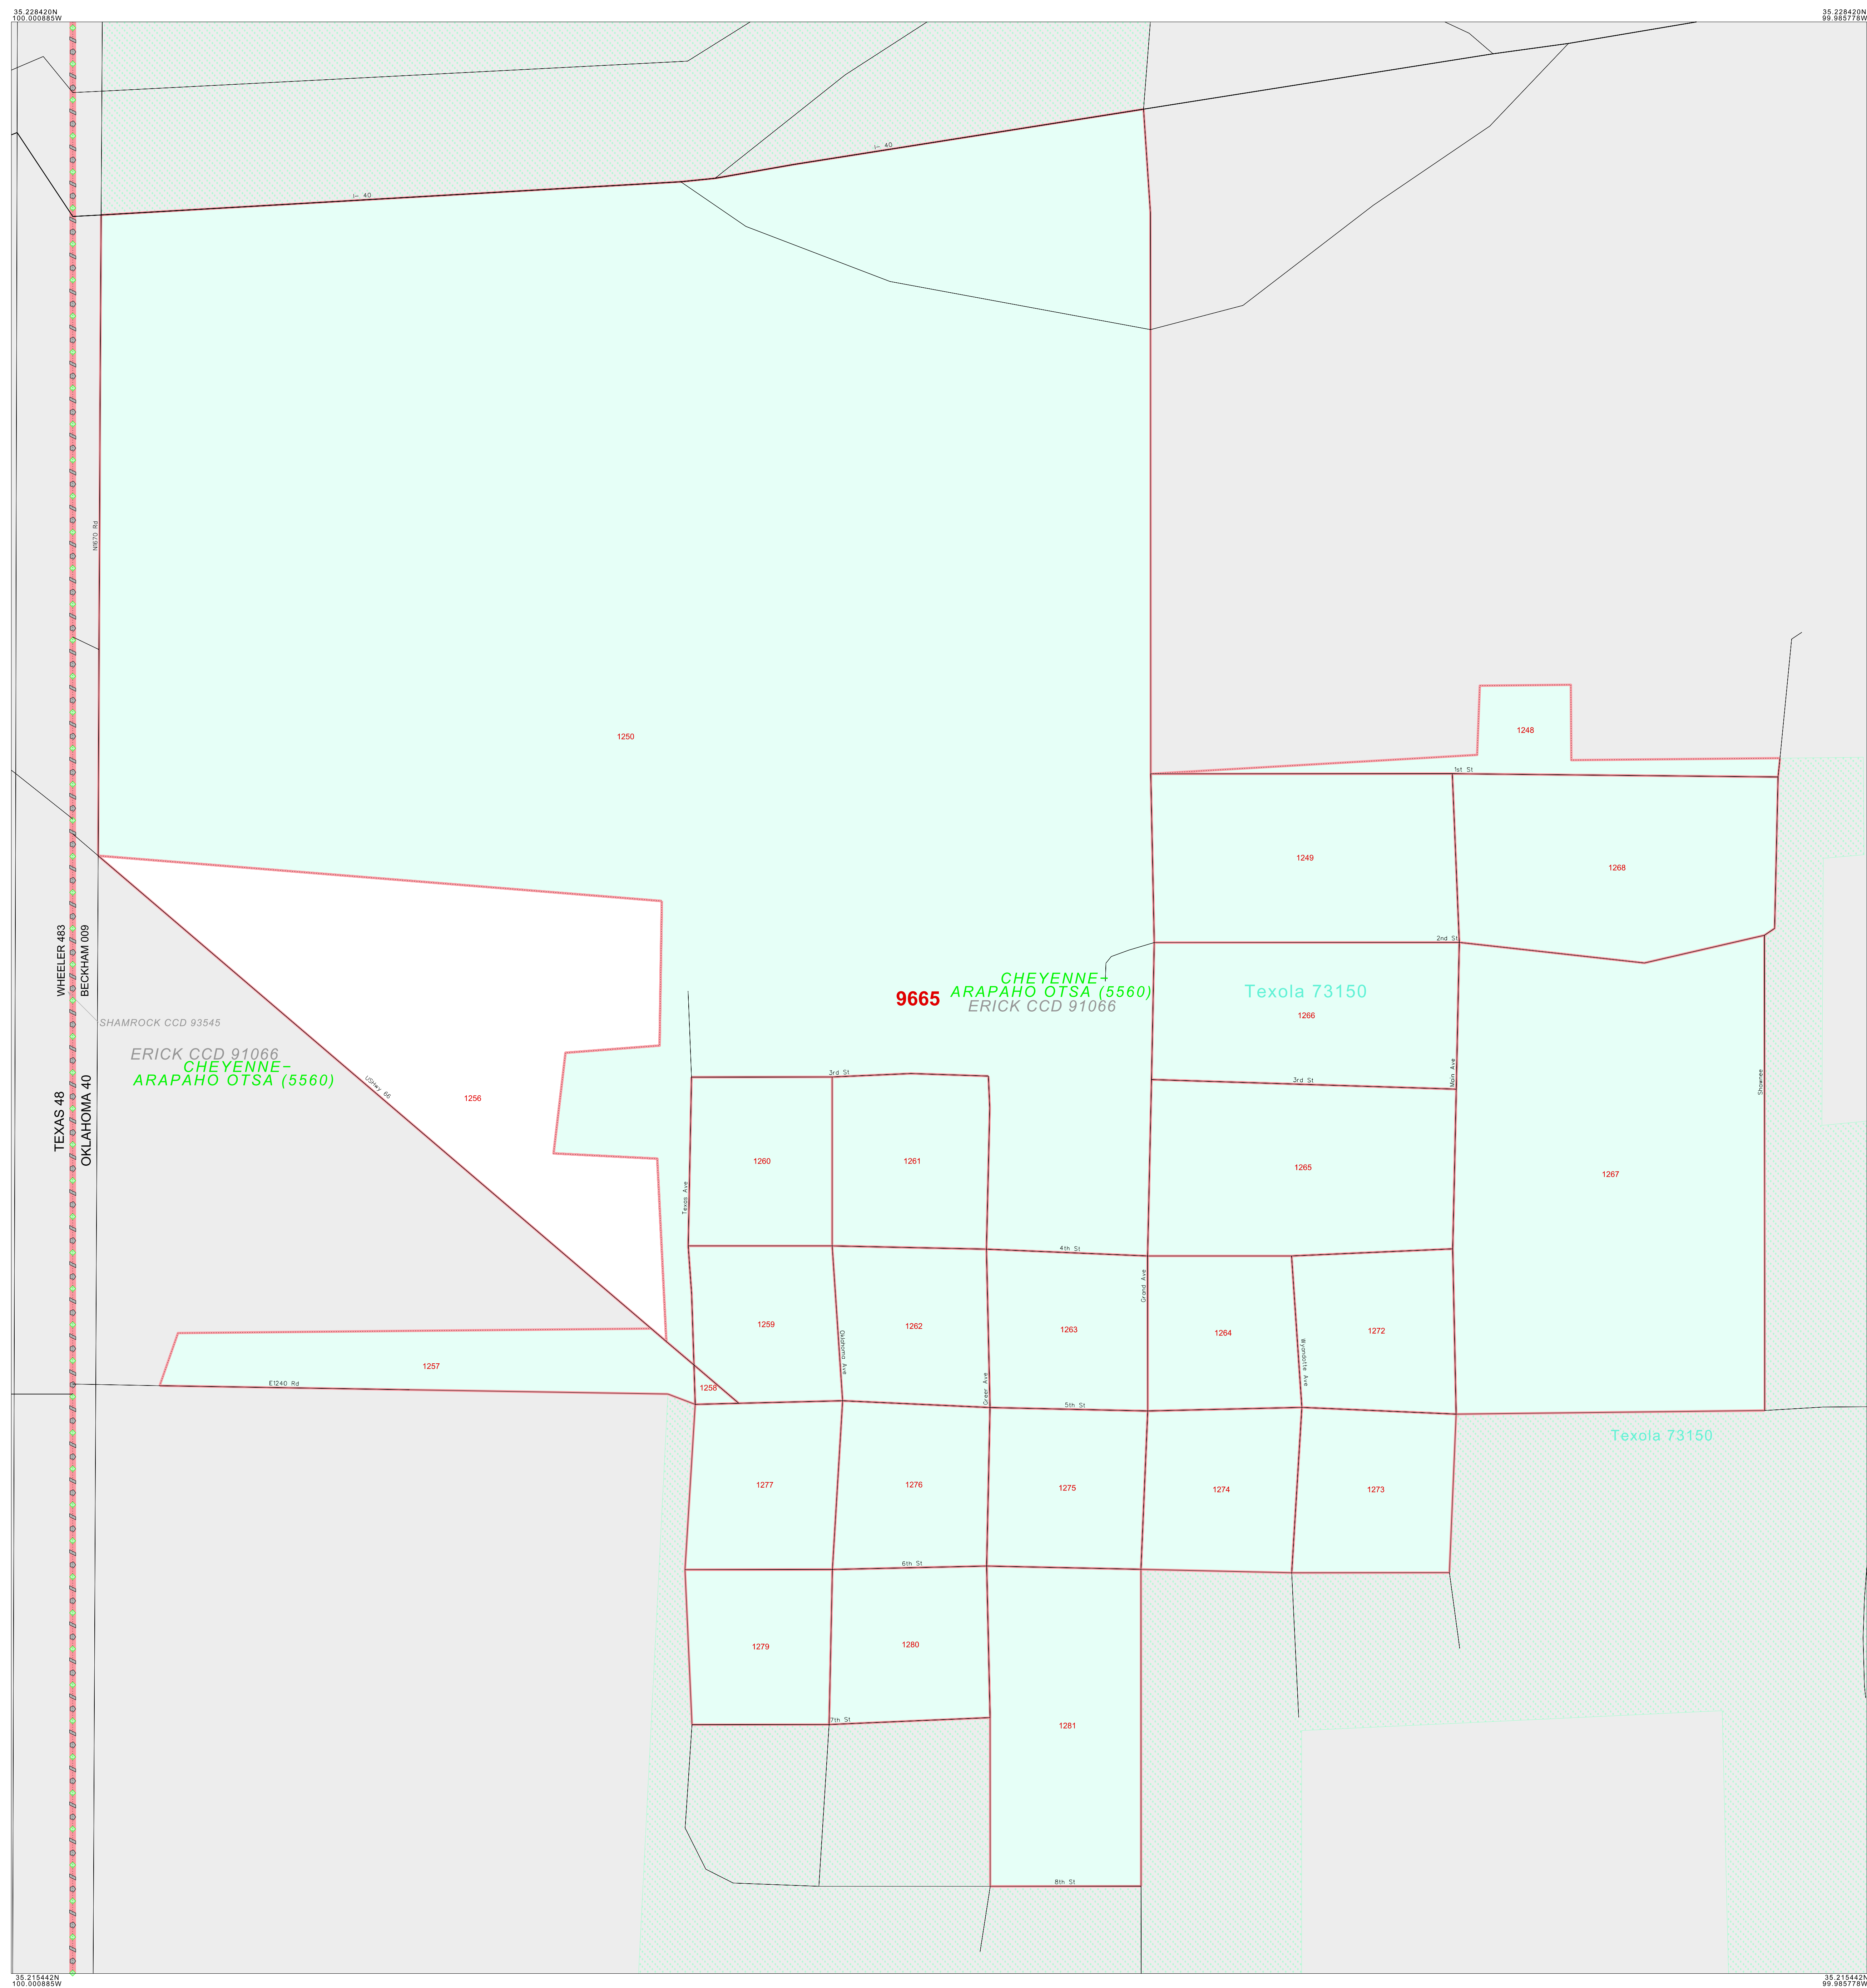 35.228420N
100.000885W
35.228420N
99.985778W
I- 40
I- 40
N1670 Rd
1250
1248
1st St
1249
1268
2nd St
WHEELER 483
BECKHAM 009
CHEYENNE-
ARAPAHO OTSA (5560)
ERICK CCD 91066
9665
Texola 73150
1266
SHAMROCK CCD 93545
ERICK CCD 91066
CHEYENNE-
ARAPAHO OTSA (5560)
TEXAS 48
OKLAHOMA 40
USHwy 66
1256
3rd St
3rd St
Main Ave
Shawnee
1260
1261
1265
1267
Texas Ave
4th St
Grand Ave
1259
1262
1263
1264
1272
Oklahoma Ave
Wyandotte Ave
1257
E1240 Rd
1258
Greer Ave
5th St
Texola 73150
1277
1276
1275
1274
1273
6th St
1279
1280
7th St
1281
8th St
35.215442N
100.000885W
35.215442N
99.985778W